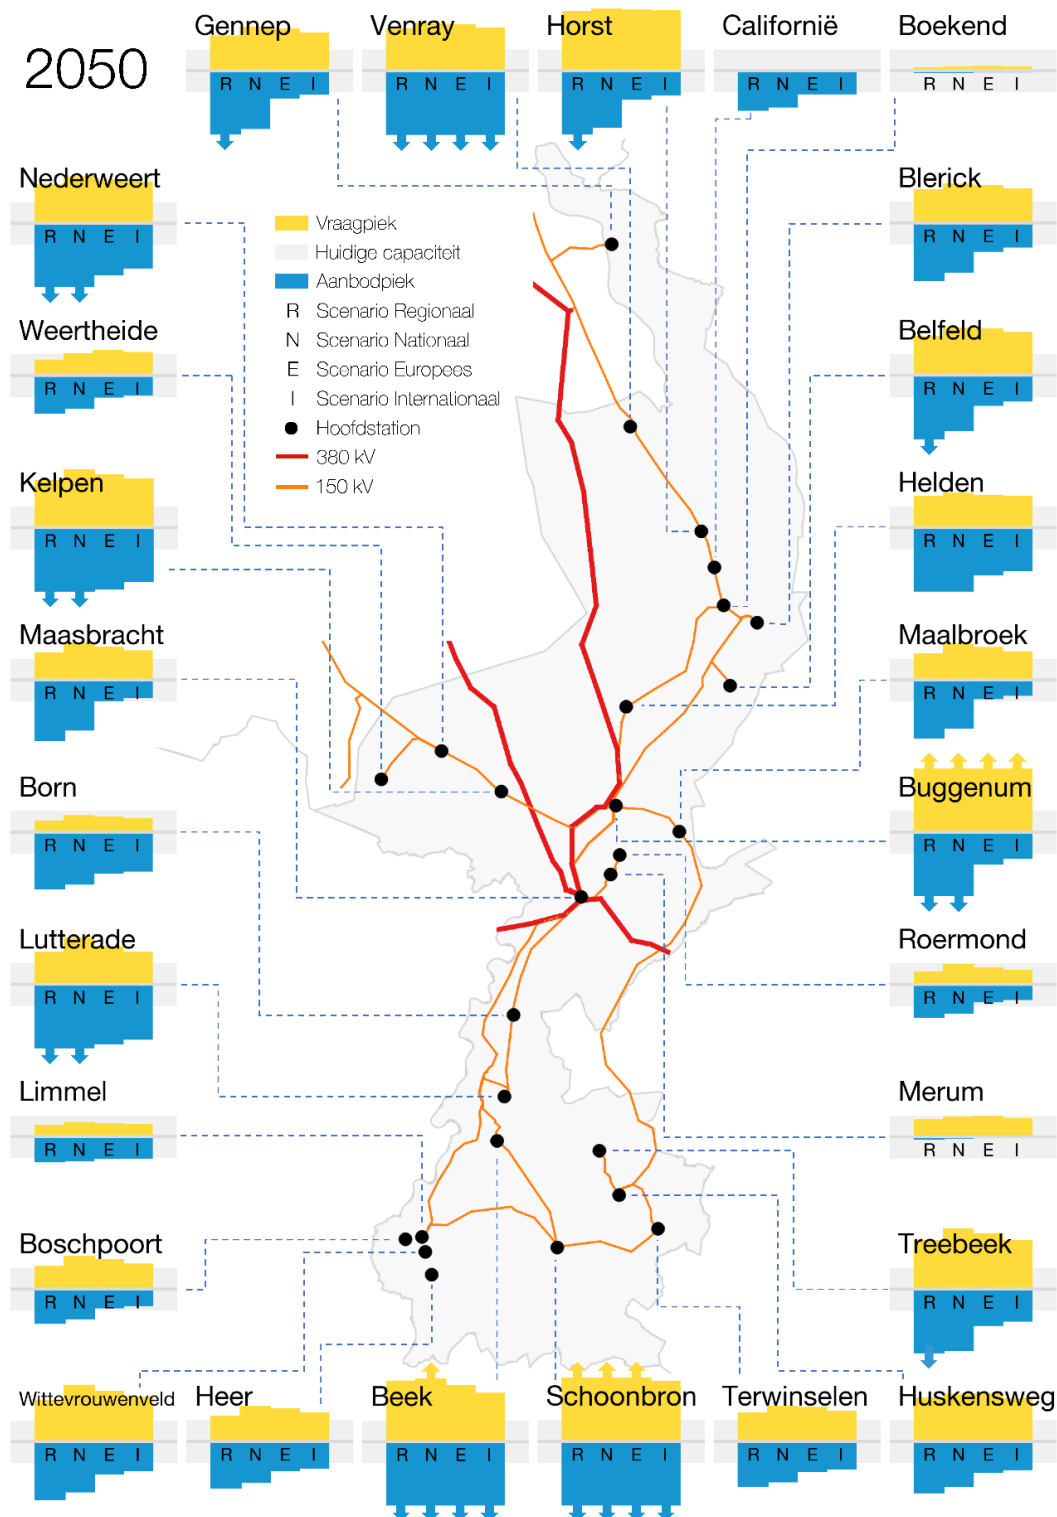 2050
Gennep
R N E I
Venray
R N E I
Horst
R N E I
Californië
R N E I
Boekend
R N E I
Nederweert
R N E I
Weertheide
R N E I
Kelpen
R N E I
Maasbracht
R N E I
Born
R N E I
Lutterade
R N E I
Limmel
R N E I
Boschpoort
R N E I
Vraagpiek
Huidige capaciteit
Aanbodpiek
R Scenario Regionaal
N Scenario Nationaal
E Scenario Europees
I Scenario Internationaal
Hoofdstation
380 kV
150 kV
Blerick
R N E I
Belfeld
R N E I
Helden
R N E I
Maalbroek
R N E I
Buggenum
R N E I
Roermond
R N E I
Merum
R N E I
Treebeek
R N E I
Wittevrouwenveld
R N E I
Heer
R N E I
Beek
R N E I
Schoonbron
R N E I
Terwinselen
R N E I
Huskensweg
R N E I